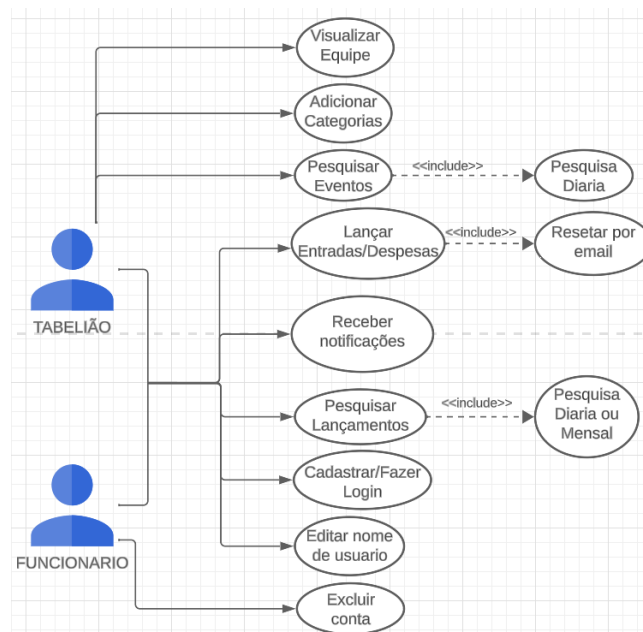 Visualizar
Equipe
Adicionar
Categorias
Pesquisar
Eventos
<<include>>
Pesquisa
Diaria
Lançar
Entradas/Despesas
<<include>>
Resetar por
email
TABELIÃO
Receber
notificações
Pesquisar
Lançamentos
<<include>>
Pesquisa
Diaria ou
Mensal
Cadastrar/Fazer
Login
FUNCIONARIO
Editar nome
de usuario
Excluir
conta